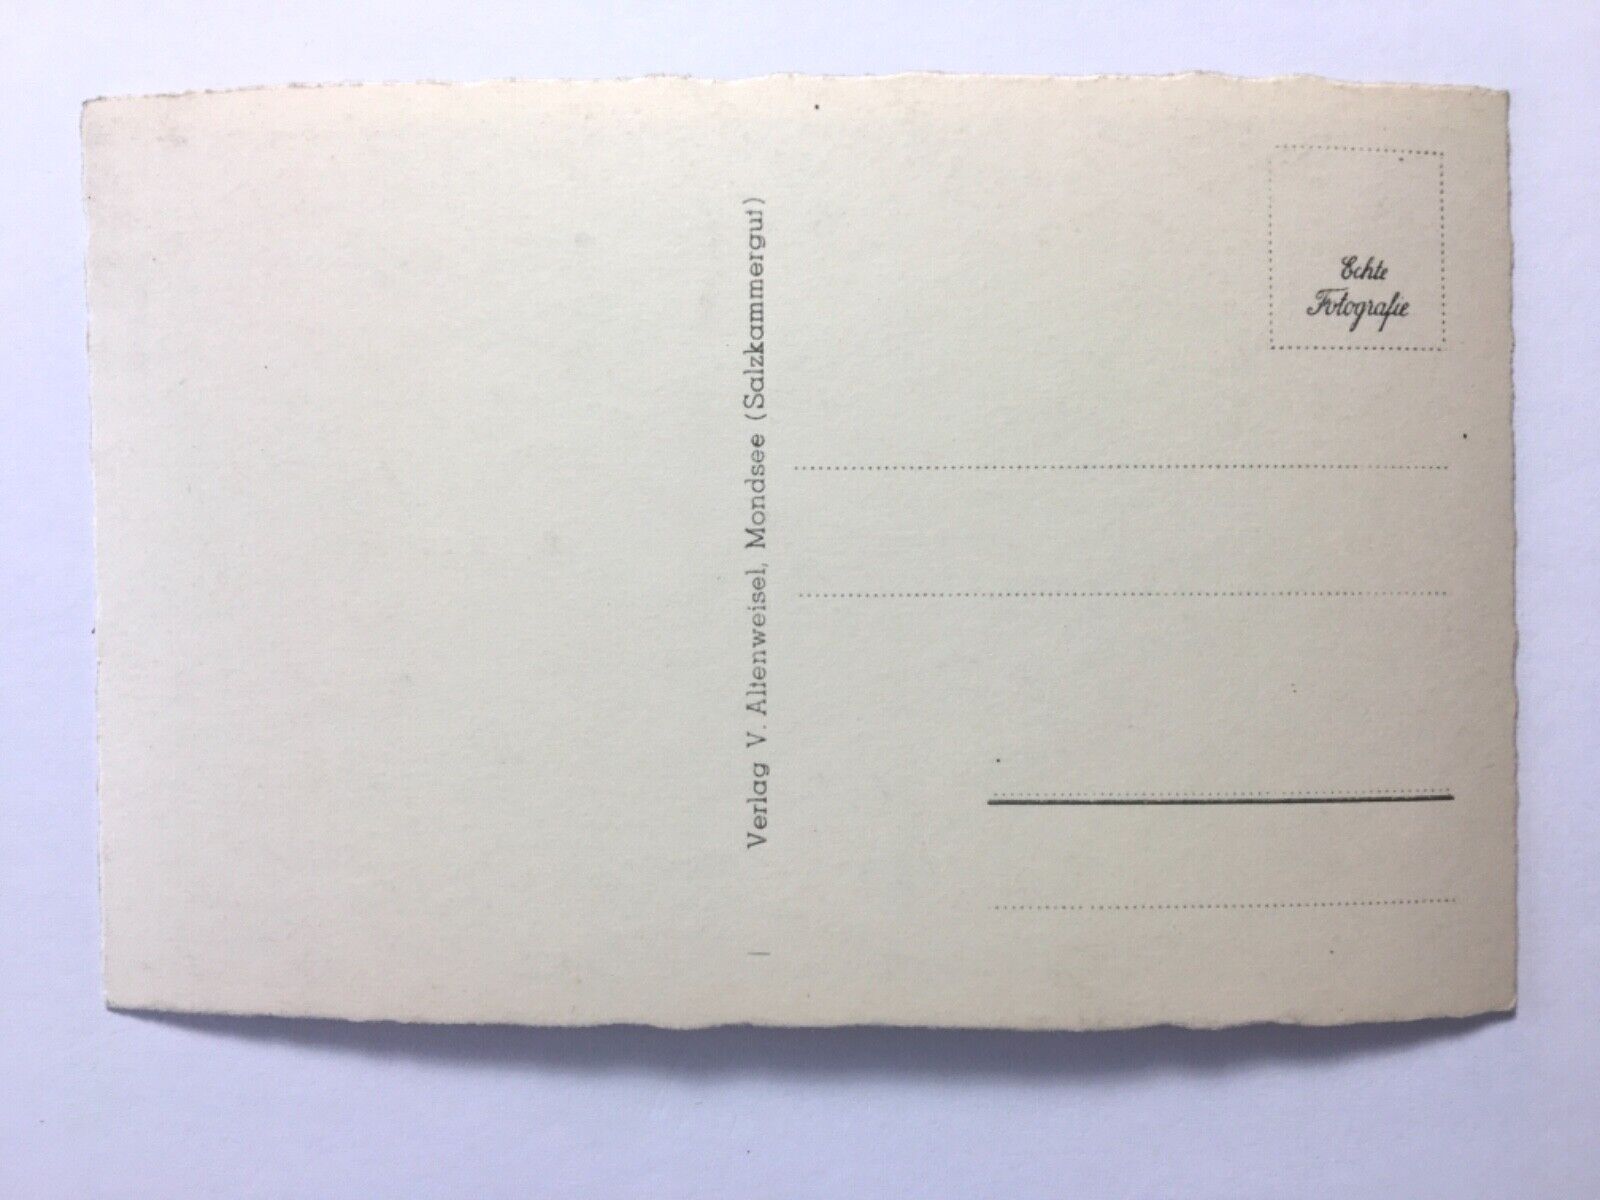 Verlag V. Altenweisel, Mondsee (Salzkammergut)
Echte
Fotografie